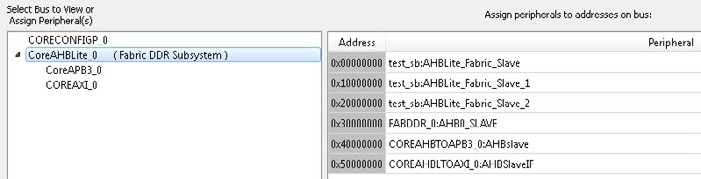 Select Bus to View or
Assign Peripheral(s)
Assign peripherals to addresses on bus:
CORECONFIGP_0
CoreAHBLite_0 ( Fabric DDR Subsystem )
CoreAPB3_0
COREAXI_0
Address Peripheral
0x00000000 test_sb:AHBLite_Fabric_Slave
0x10000000 test_sb:AHBLite_Fabric_Slave_1
0x20000000 test_sb:AHBLite_Fabric_Slave_2
0x30000000 FABDDR_0:AHB0_SLAVE
0x40000000 COREAHBTOAPB3_0:AHBslave
0x50000000 COREAHBLTOAXI_0:AHBSlaveIF